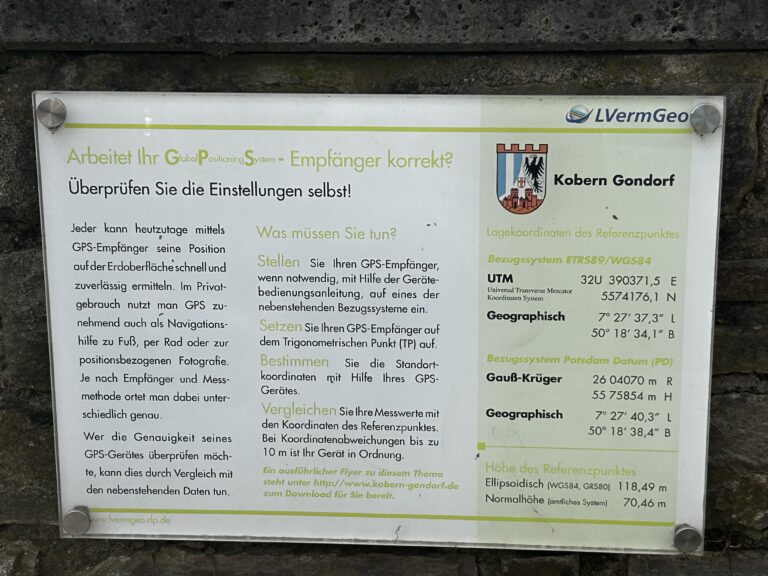 LVermGeo
Arbeitet Ihr GlobalPositioningSystem - Empfänger korrekt?
Überprüfen Sie die Einstellungen selbst!
Jeder kann heutzutage mittels
GPS-Empfänger seine Position
auf der Erdoberfläche schnell und
zuverlässig ermitteln. Im Privat-
gebrauch nutzt man GPS zu-
nehmend auch als Navigations-
hilfe zu Fuß, per Rad oder zur
positionsbezogenen Fotografie.
Je nach Empfänger und Mess-
methode ortet man dabei unter-
schiedlich genau.
Wer die Genauigkeit seines
GPS-Gerätes überprüfen möch-
te, kann dies durch Vergleich mit
den nebenstehenden Daten tun.
www.lvermgeo.rlp.de
Was müssen Sie tun?
Stellen Sie Ihren GPS-Empfänger,
wenn notwendig, mit Hilfe der Geräte-
bedienungsanleitung, auf eines der
nebenstehenden Bezugssysteme ein.
Setzen Sie Ihren GPS-Empfänger auf
dem Trigonometrischen Punkt (TP) auf.
Bestimmen Sie die Standort-
koordinaten mit Hilfe Ihres GPS-
Gerätes.
Vergleichen Sie Ihre Messwerte mit
den Koordinaten des Referenzpunktes.
Bei Koordinatenabweichungen bis zu
10 m ist Ihr Gerät in Ordnung.
Ein ausführlicher Flyer zu diesem Thema
steht unter http://www.kobern-gondorf.de
zum Download für Sie bereit.
Kobern Gondorf
Lagekoordinaten des Referenzpunktes
Bezugssystem ETRS89/WGS84
UTM 32U 390371,5 E
Universal Transverse Mercator
Koordinaten System 5574176,1 N
Geographisch 7° 27' 37,3" L
50° 18' 34,1" B
Bezugssystem Potsdam Datum (PD)
Gauß-Krüger 26 04070 m R
55 75854 m H
Geographisch 7° 27' 40,3" L
50° 18' 38,4" B
Höhe des Referenzpunktes
Ellipsoidisch (WGS84, GRS80) 118,49 m
Normalhöhe (amtliches System) 70,46 m